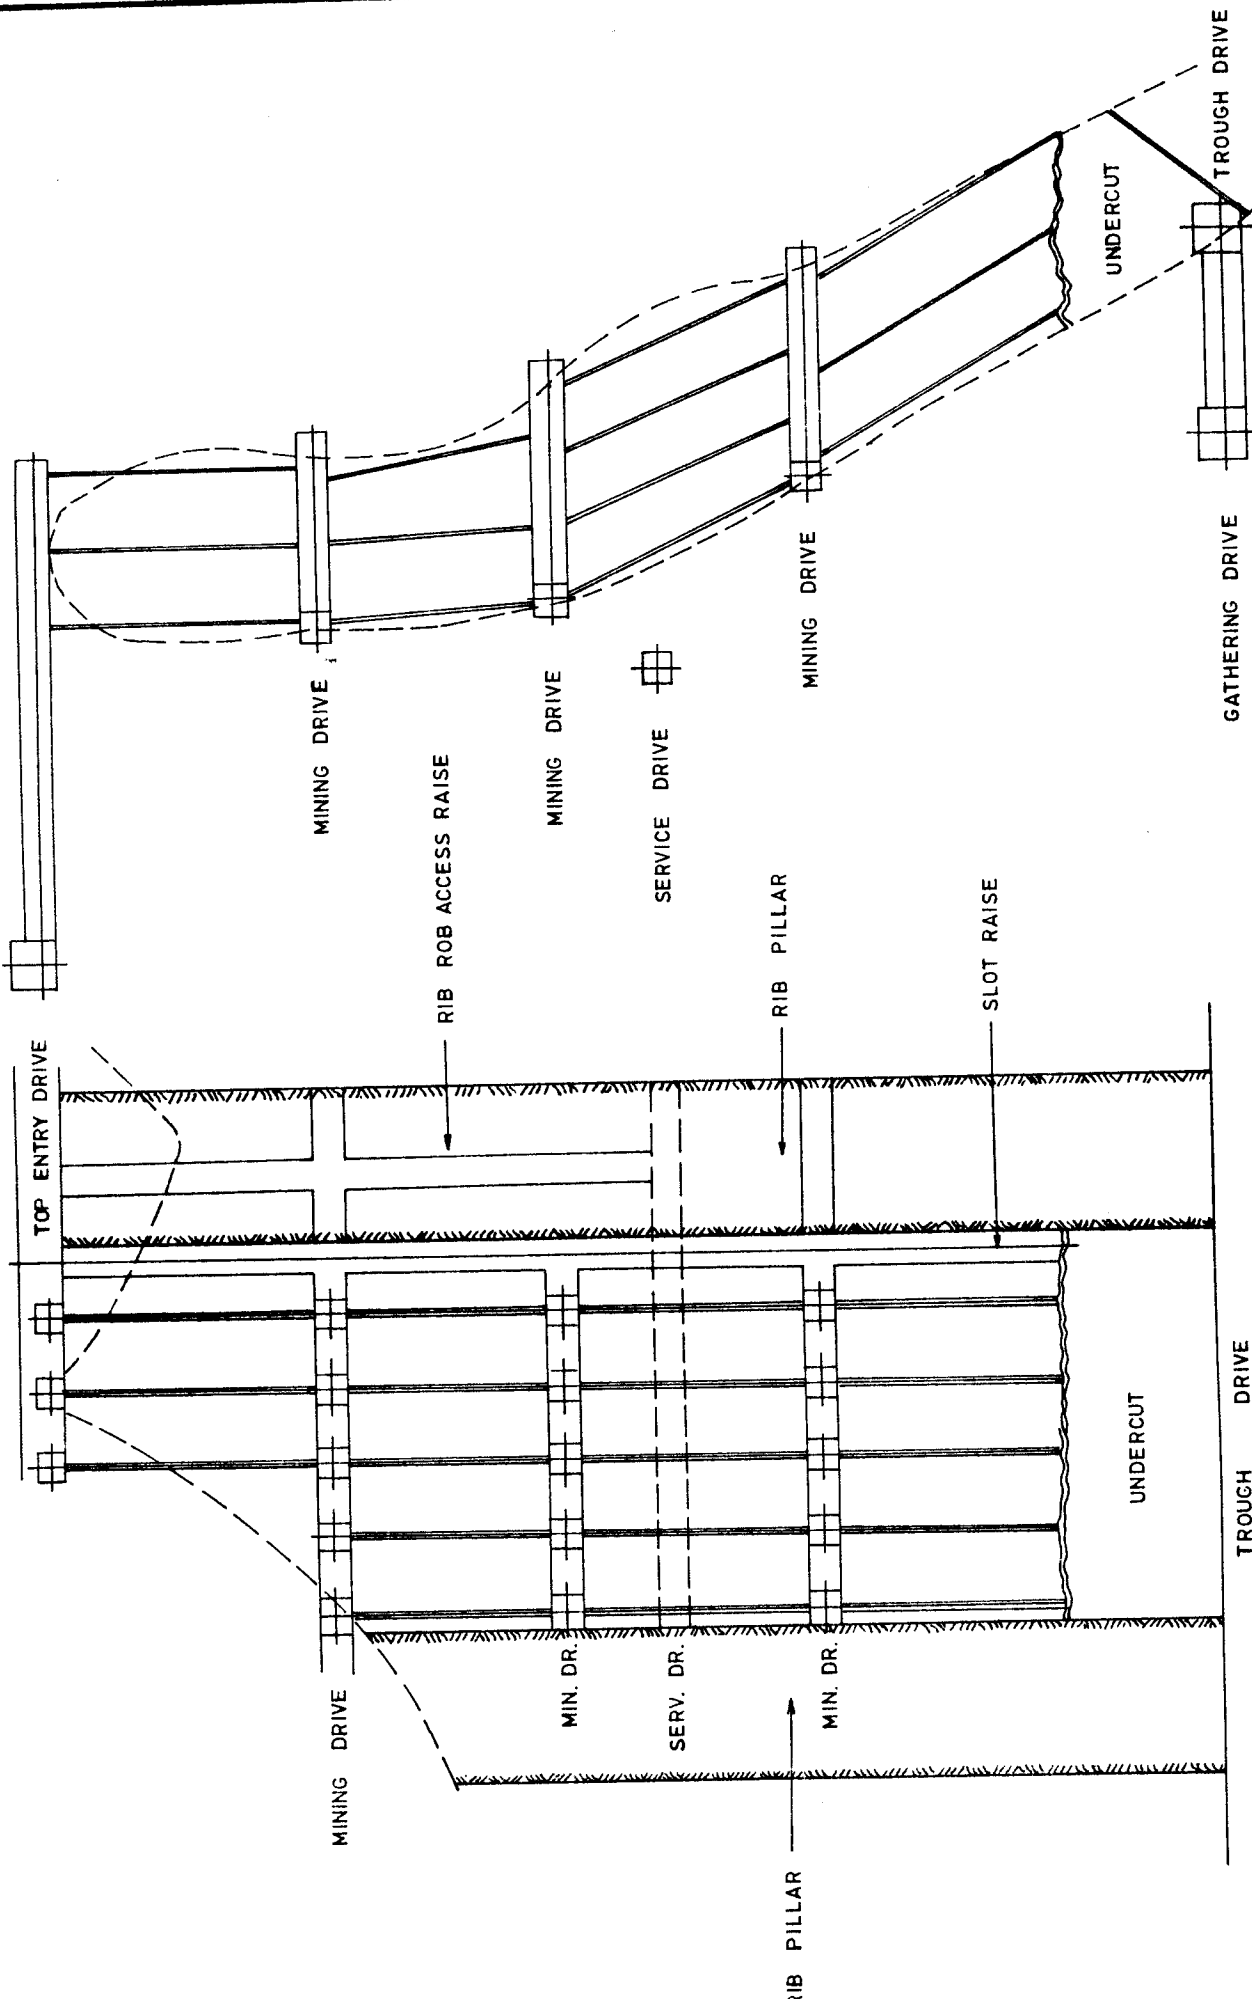 TOP ENTRY DRIVE
MINING DRIVE
MIN. DR.
SERV. DR.
MIN. DR.
RIB PILLAR
UNDERCUT
TROUGH DRIVE
RIB ROB ACCESS RAISE
RIB PILLAR
SLOT RAISE
MINING DRIVE
MINING DRIVE
SERVICE DRIVE
MINING DRIVE
GATHERING DRIVE
UNDERCUT
TROUGH DRIVE